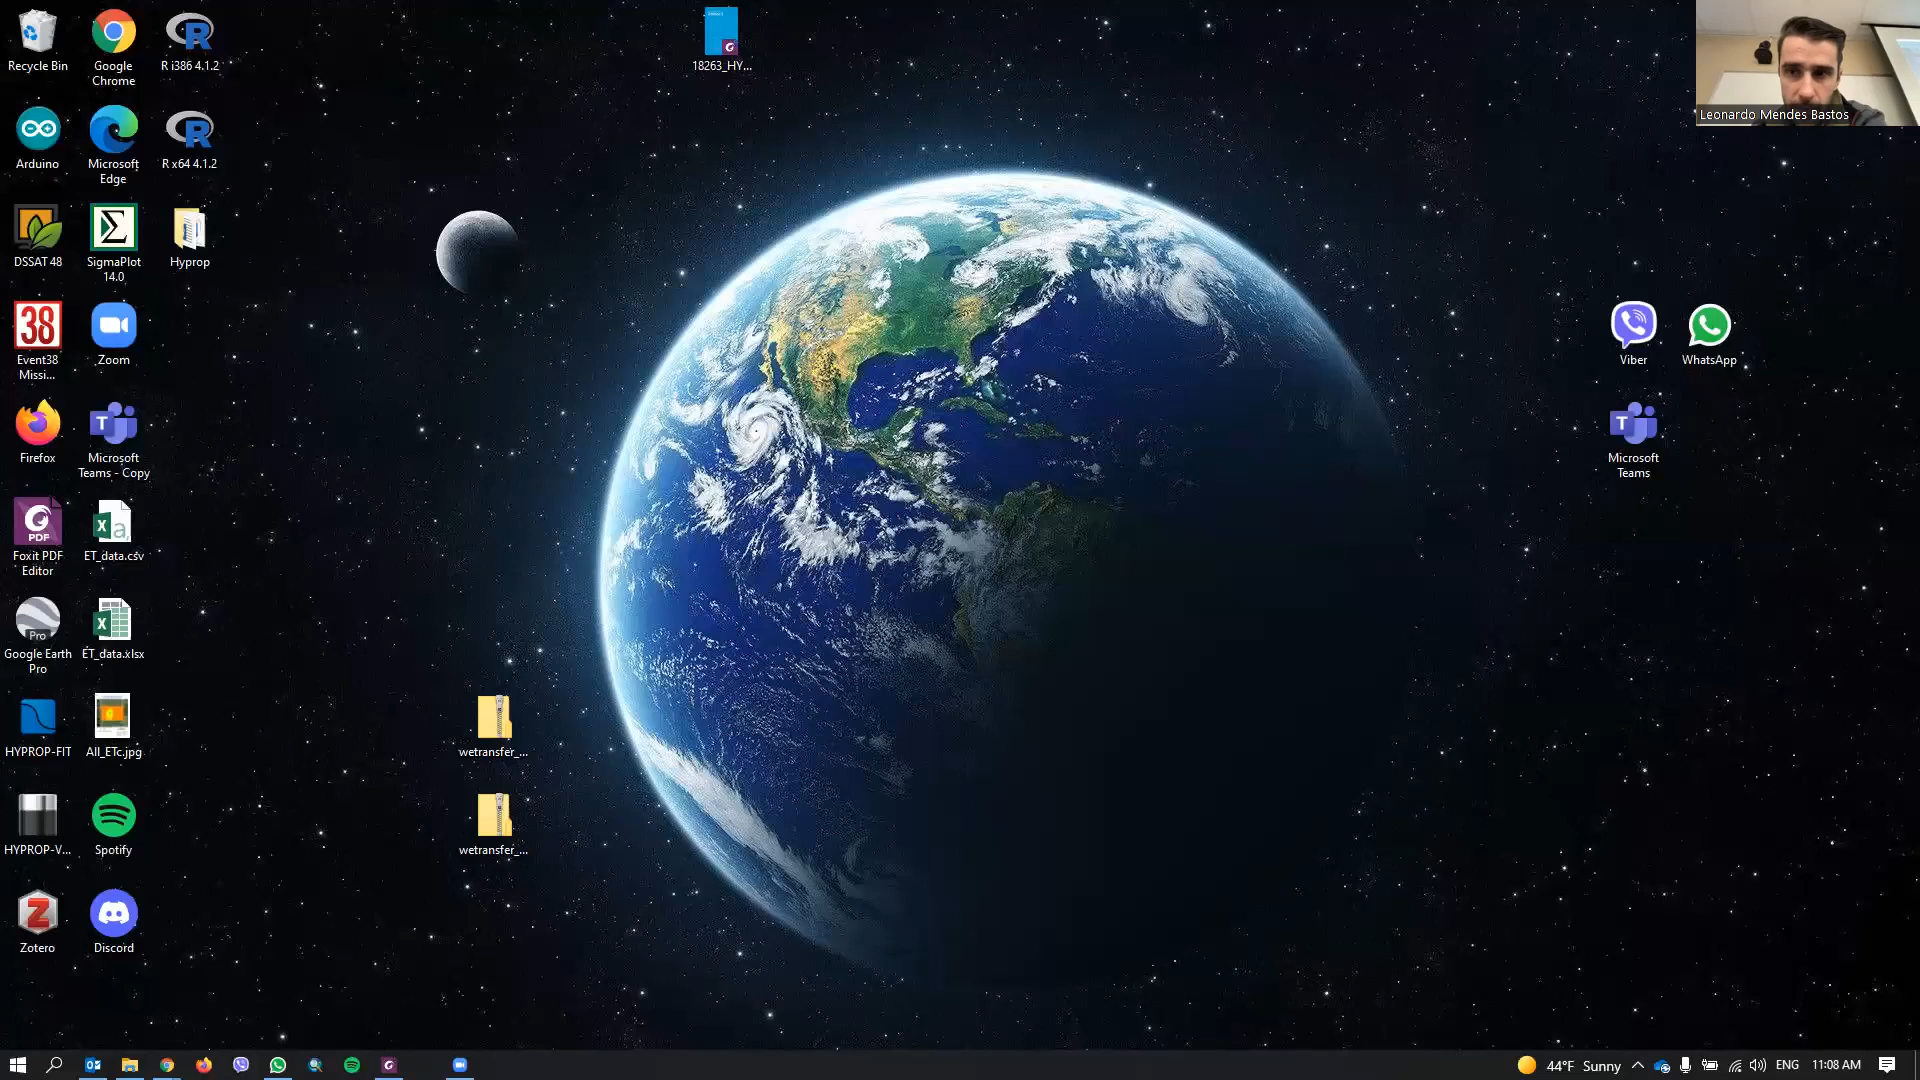 Recycle Bin
Google
Chrome
R i386 4.1.2
18263_HY...
Leonardo Mendes Bastos
Arduino
Microsoft
Edge
R x64 4.1.2
DSSAT 48
SigmaPlot
14.0
Hyprop
38
Event38
Missi...
Zoom
Viber
WhatsApp
T
Firefox
Microsoft
Teams - Copy
T
Microsoft
Teams
PDF
Foxit PDF
Editor
X a
ET_data.csv
Pro
Google Earth
Pro
X
ET_data.xlsx
HYPROP-FIT
All_ETc.jpg
wetransfer_...
HYPROP-V...
Spotify
wetransfer_...
Z
Zotero
Discord
44°F Sunny
ENG
11:08 AM